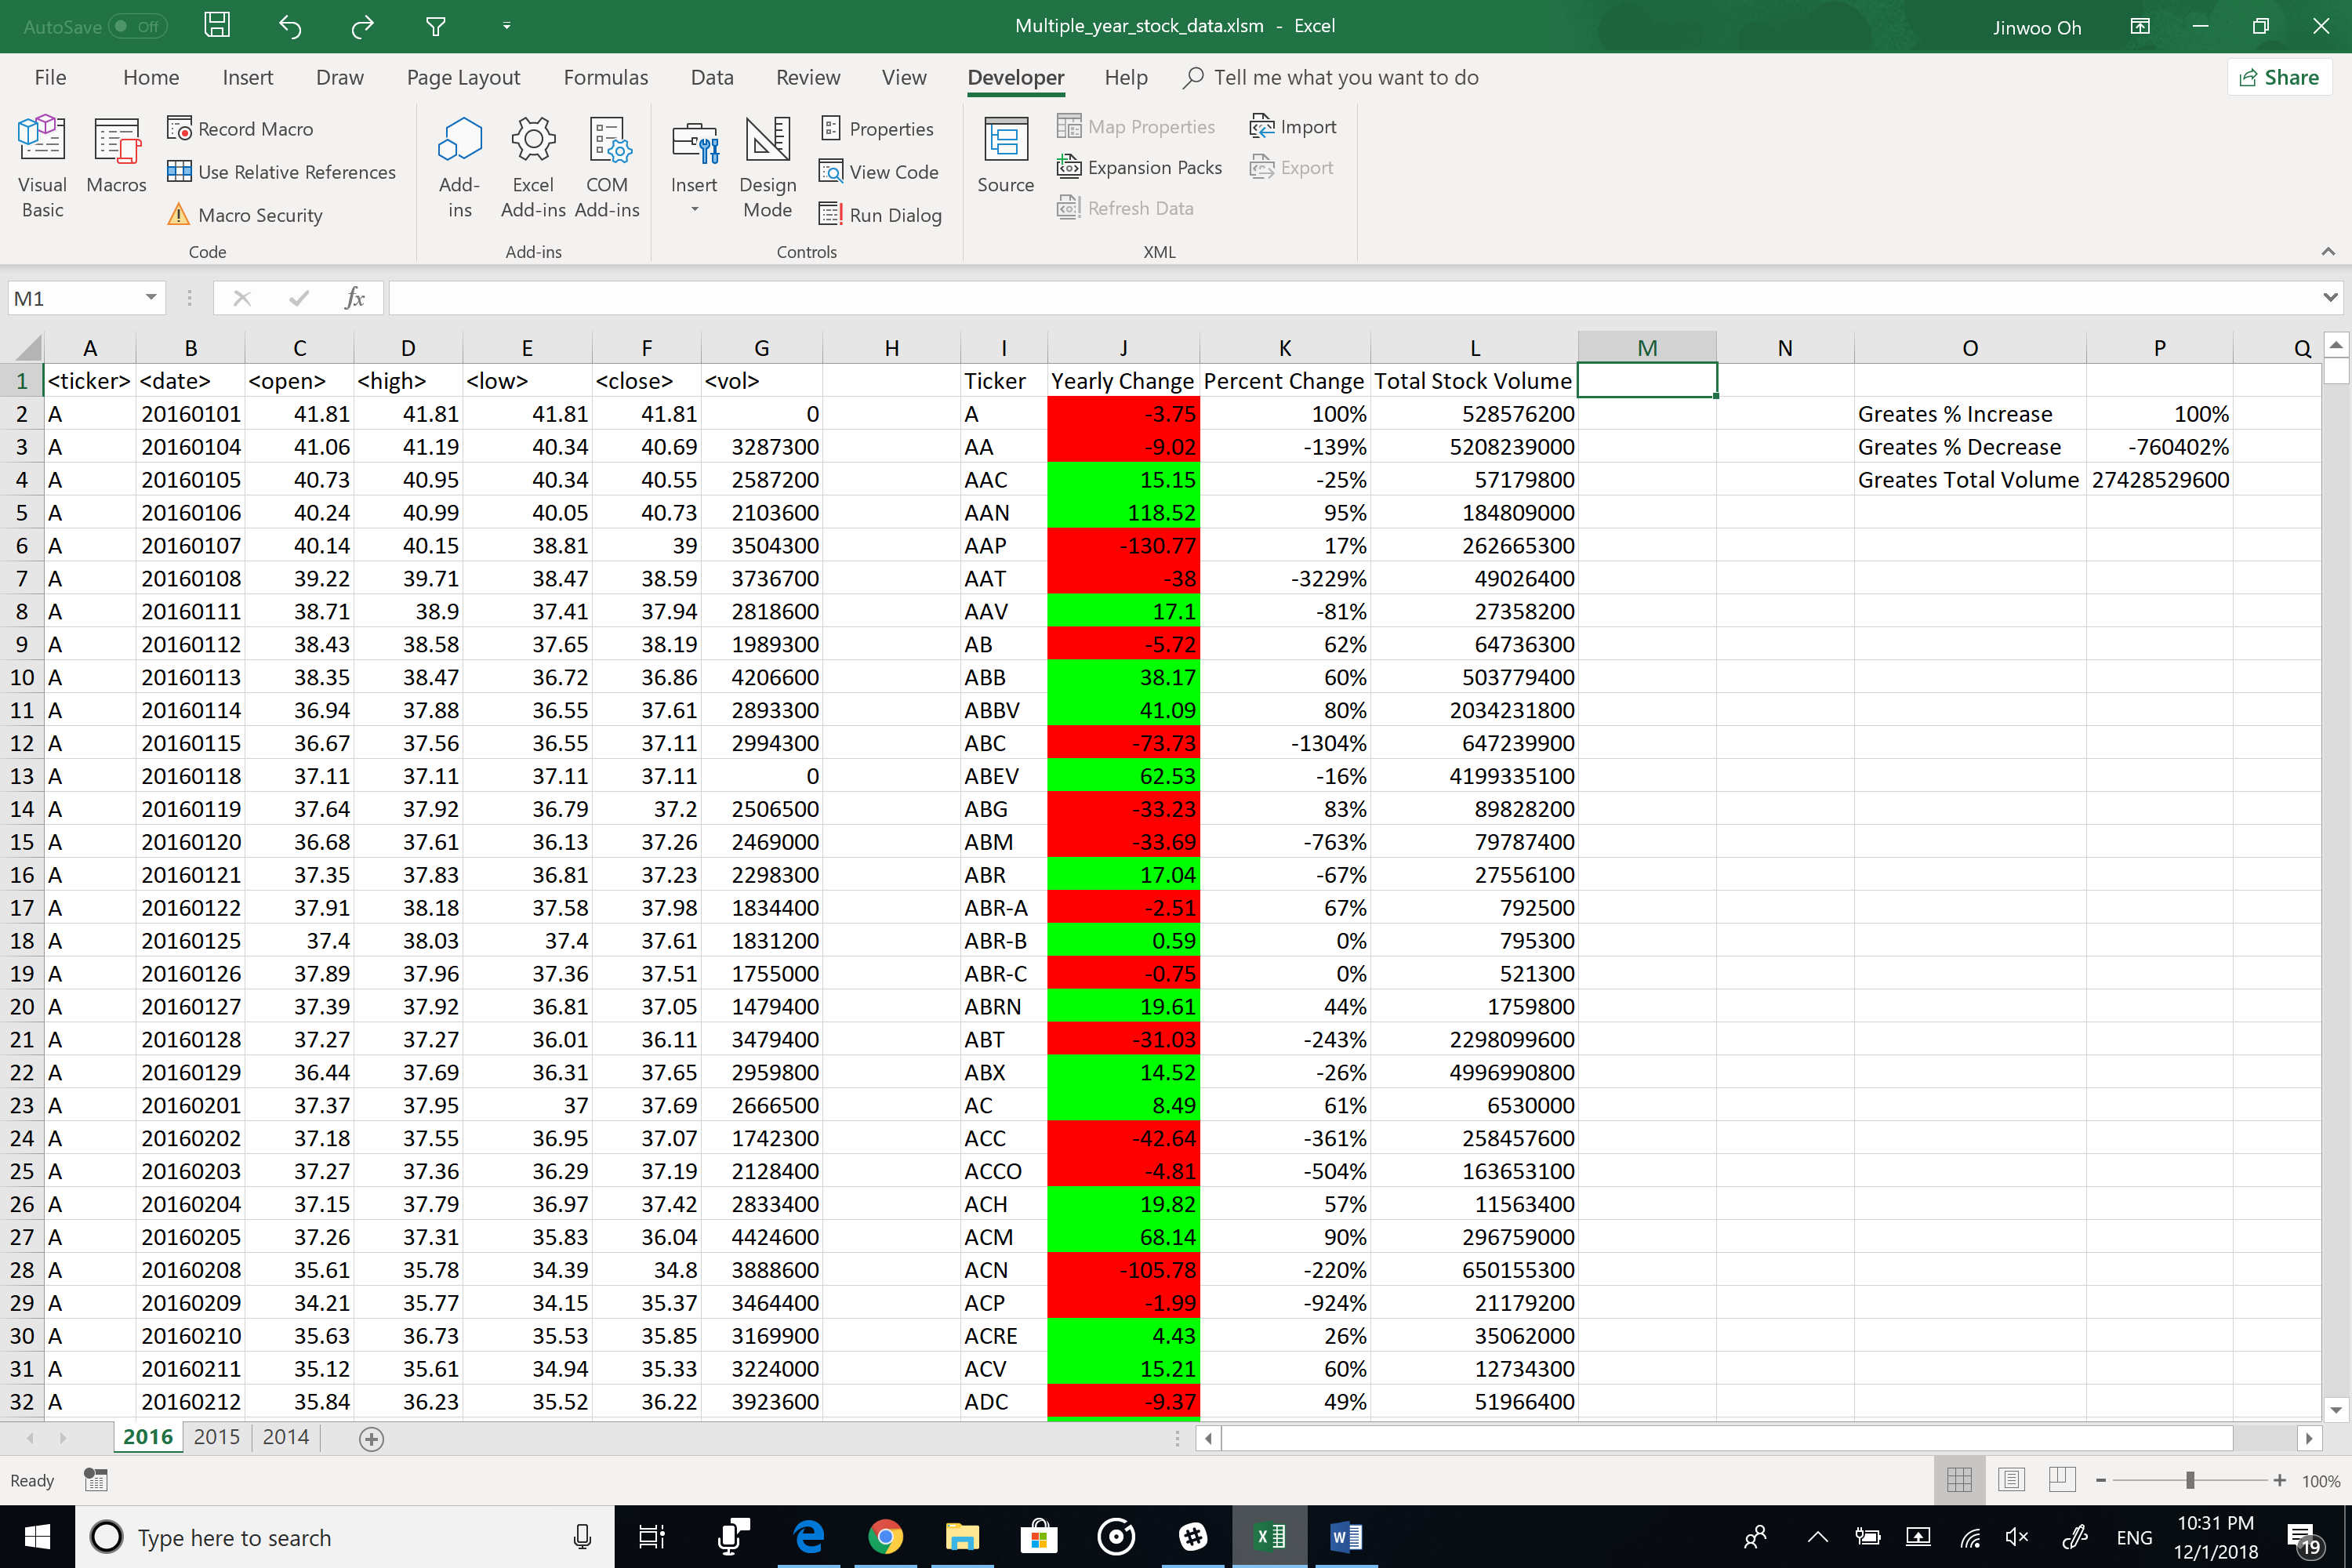 AutoSave Off Multiple_year_stock_data.xlsm - Excel Jinwoo Oh
File Home Insert Draw Page Layout Formulas Data Review View Developer Help Tell me what you want to do Share
Visual Basic
Macros
Record Macro
Use Relative References
Macro Security
Code
Add-ins
Excel Add-ins
COM Add-ins
Add-ins
Insert
Design Mode
Properties
View Code
Run Dialog
Controls
Source
Map Properties
Expansion Packs
Refresh Data
Import
Export
XML
M1 fx
A B C D E F G H I J K L M N O P Q
1 <ticker> <date> <open> <high> <low> <close> <vol> Ticker Yearly Change Percent Change Total Stock Volume
2 A 20160101 41.81 41.81 41.81 41.81 0 A -3.75 100% 528576200 Greates % Increase 100%
3 A 20160104 41.06 41.19 40.34 40.69 3287300 AA -9.02 -139% 5208239000 Greates % Decrease -760402%
4 A 20160105 40.73 40.95 40.34 40.55 2587200 AAC 15.15 -25% 57179800 Greates Total Volume 27428529600
5 A 20160106 40.24 40.99 40.05 40.73 2103600 AAN 118.52 95% 184809000
6 A 20160107 40.14 40.15 38.81 39 3504300 AAP -130.77 17% 262665300
7 A 20160108 39.22 39.71 38.47 38.59 3736700 AAT -38 -3229% 49026400
8 A 20160111 38.71 38.9 37.41 37.94 2818600 AAV 17.1 -81% 27358200
9 A 20160112 38.43 38.58 37.65 38.19 1989300 AB -5.72 62% 64736300
10 A 20160113 38.35 38.47 36.72 36.86 4206600 ABB 38.17 60% 503779400
11 A 20160114 36.94 37.88 36.55 37.61 2893300 ABBV 41.09 80% 2034231800
12 A 20160115 36.67 37.56 36.55 37.11 2994300 ABC -73.73 -1304% 647239900
13 A 20160118 37.11 37.11 37.11 37.11 0 ABEV 62.53 -16% 4199335100
14 A 20160119 37.64 37.92 36.79 37.2 2506500 ABG -33.23 83% 89828200
15 A 20160120 36.68 37.61 36.13 37.26 2469000 ABM -33.69 -763% 79787400
16 A 20160121 37.35 37.83 36.81 37.23 2298300 ABR 17.04 -67% 27556100
17 A 20160122 37.91 38.18 37.58 37.98 1834400 ABR-A -2.51 67% 792500
18 A 20160125 37.4 38.03 37.4 37.61 1831200 ABR-B 0.59 0% 795300
19 A 20160126 37.89 37.96 37.36 37.51 1755000 ABR-C -0.75 0% 521300
20 A 20160127 37.39 37.92 36.81 37.05 1479400 ABRN 19.61 44% 1759800
21 A 20160128 37.27 37.27 36.01 36.11 3479400 ABT -31.03 -243% 2298099600
22 A 20160129 36.44 37.69 36.31 37.65 2959800 ABX 14.52 -26% 4996990800
23 A 20160201 37.37 37.95 37 37.69 2666500 AC 8.49 61% 6530000
24 A 20160202 37.18 37.55 36.95 37.07 1742300 ACC -42.64 -361% 258457600
25 A 20160203 37.27 37.36 36.29 37.19 2128400 ACCO -4.81 -504% 163653100
26 A 20160204 37.15 37.79 36.97 37.42 2833400 ACH 19.82 57% 11563400
27 A 20160205 37.26 37.31 35.83 36.04 4424600 ACM 68.14 90% 296759000
28 A 20160208 35.61 35.78 34.39 34.8 3888600 ACN -105.78 -220% 650155300
29 A 20160209 34.21 35.77 34.15 35.37 3464400 ACP -1.99 -924% 21179200
30 A 20160210 35.63 36.73 35.53 35.85 3169900 ACRE 4.43 26% 35062000
31 A 20160211 35.12 35.61 34.94 35.33 3224000 ACV 15.21 60% 12734300
32 A 20160212 35.84 36.23 35.52 36.22 3923600 ADC -9.37 49% 51966400
2016 2015 2014
Ready 100%
Type here to search ENG 10:31 PM
12/1/2018 19